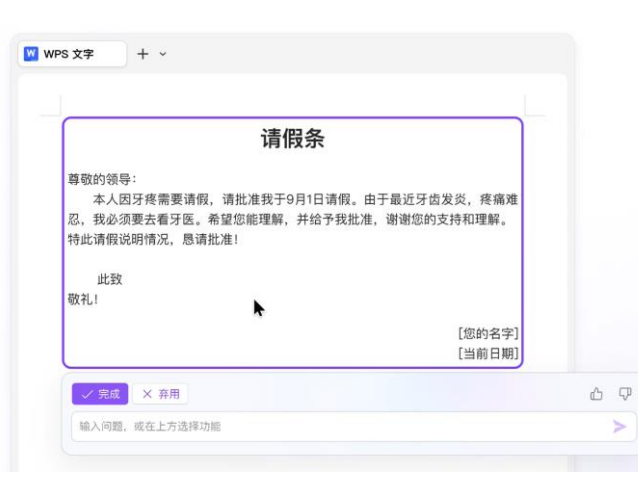 W WPS 文字
请假条
尊敬的领导：
本人因牙疼需要请假，请批准我于9月1日请假。由于最近牙齿发炎，疼痛难
忍，我必须要去看牙医。希望您能理解，并给予我批准，谢谢您的支持和理解。
特此请假说明情况，恳请批准！
此致
敬礼！
[您的名字]
[当前日期]
完成 弃用
输入问题，或在上方选择功能